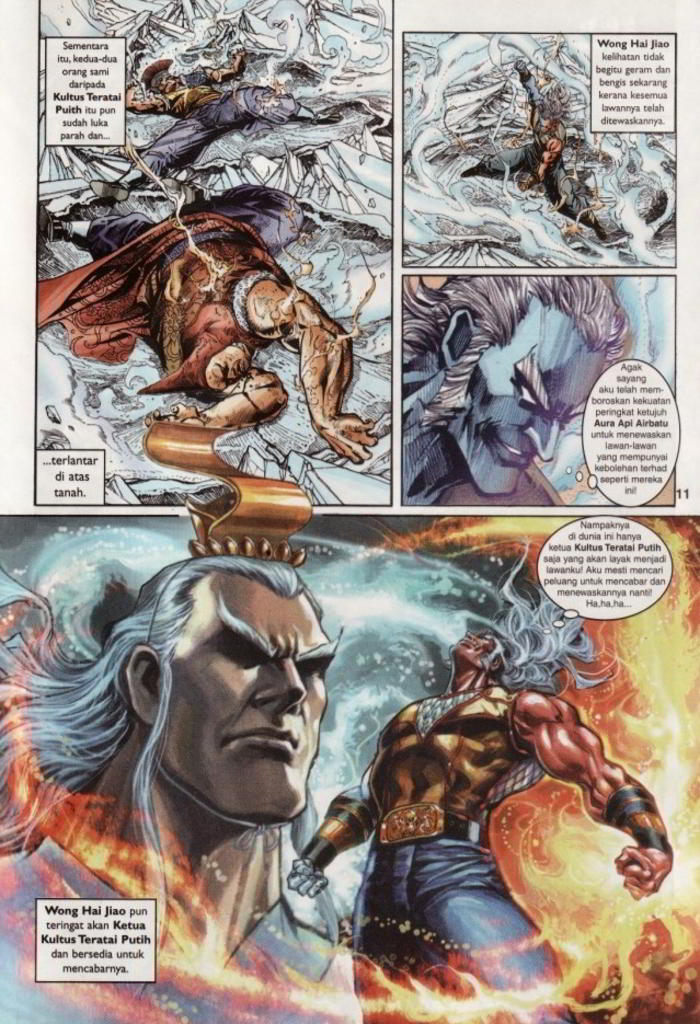 Sementara
itu, kedua-dua
orang sami
daripada
Kultus Teratai
Puith itu pun
sudah luka
parah dan...
...terlantar
di atas
tanah.
Wong Hai Jiao
kelihatan tidak
begitu geram dan
bengis sekarang
kerana kesemua
lawannya telah
ditewaskannya.
Agak
sayang
aku telah mem-
boroskan kekuatan
peringkat ketujuh
Aura Api Airbatu
untuk menewaskan
lawan-lawan
yang mempunyai
kebolehan terhad
seperti mereka
ini!
11
Nampaknya
di dunia ini hanya
ketua Kultus Teratai Putih
saja yang akan layak menjadi
lawanku! Aku mesti mencari
peluang untuk mencabar dan
menewaskannya nanti!
Ha,ha,ha...
Wong Hai Jiao pun
teringat akan Ketua
Kultus Teratai Putih
dan bersedia untuk
mencabarnya.